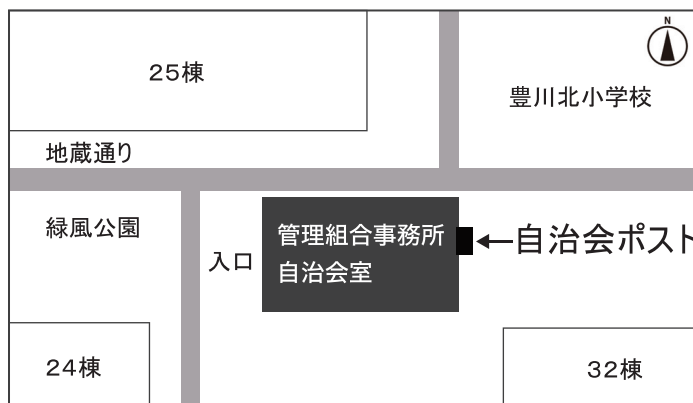 N
25棟
豊川北小学校
地蔵通り
緑風公園
入口
管理組合事務所
自治会室
自治会ポスト
24棟
32棟